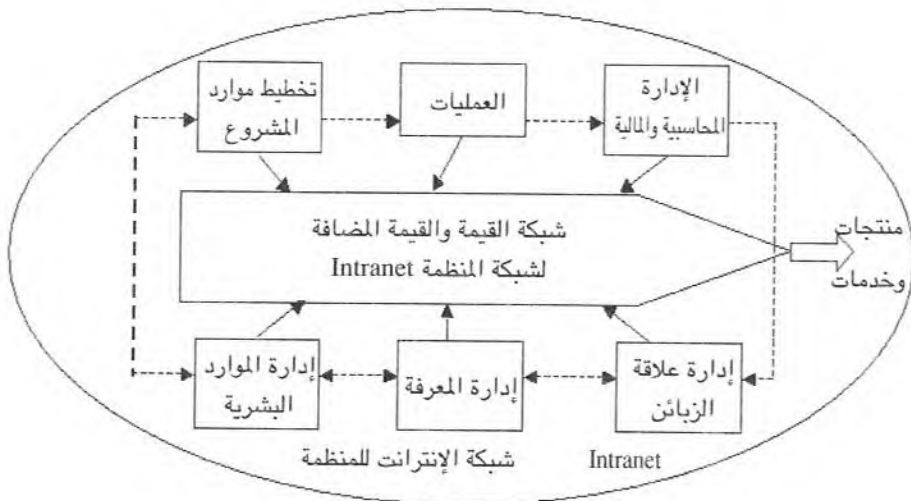 الإدارة
المحاسبية والمالية
العمليات
تخطيط موارد
المشروع
شبكة القيمة والقيمة المضافة
لشبكة المنظمة Intranet
منتجات
وخدمات
إدارة علاقة
الزبائن
إدارة المعرفة
إدارة الموارد
البشرية
شبكة الإنترانت للمنظمة Intranet